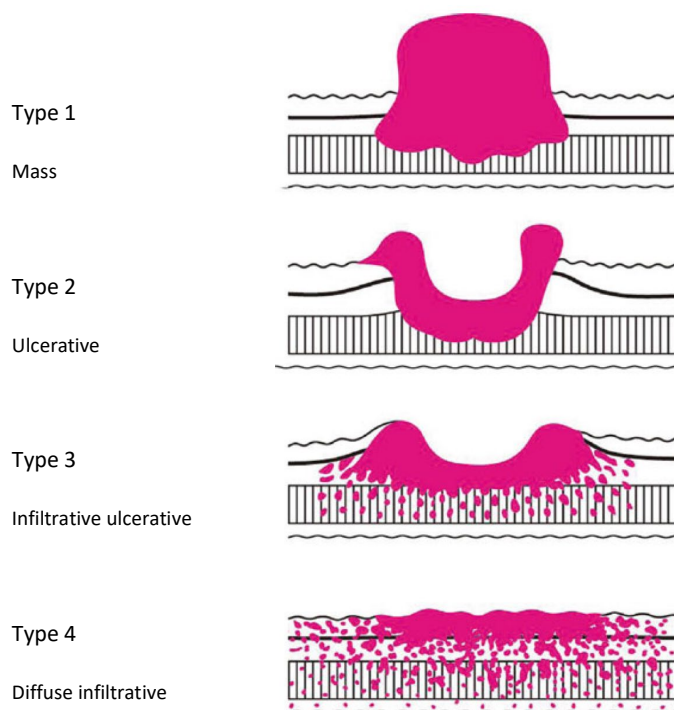 Type 1
Mass
Type 2
Ulcerative
Type 3
Infiltrative ulcerative
Type 4
Diffuse infiltrative